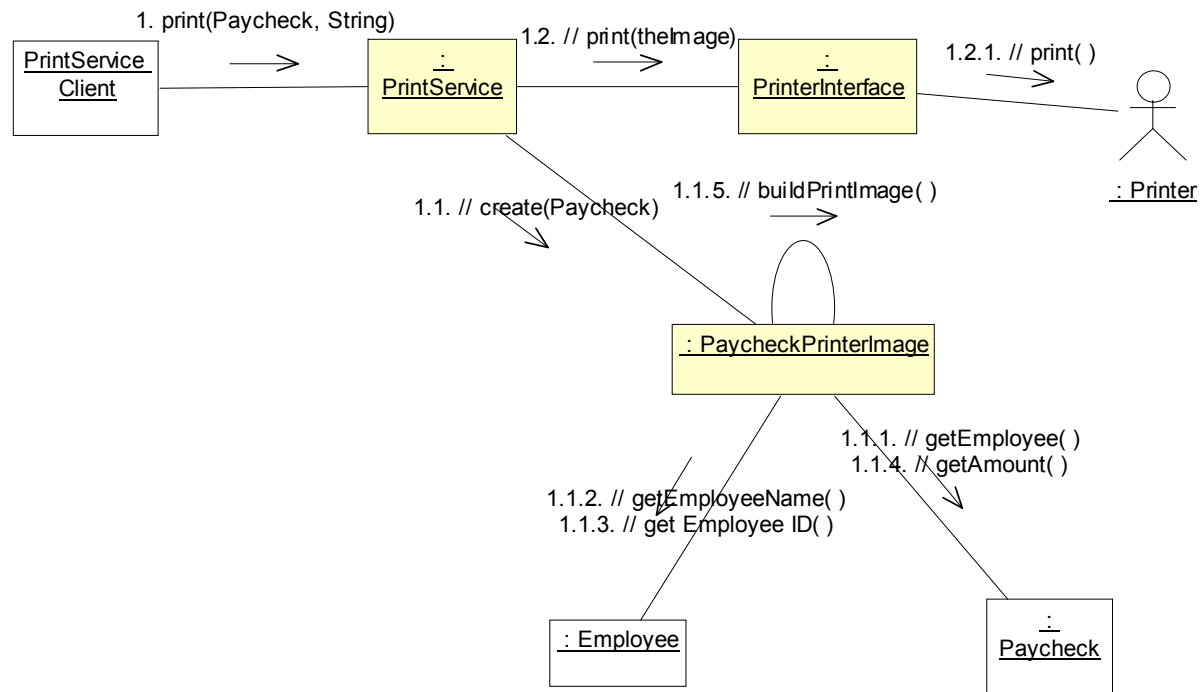 1. print(Paycheck, String)
PrintService
Client
:
PrintService
1.2. // print(theImage)
:
PrinterInterface
1.2.1. // print( )
: Printer
1.1. // create(Paycheck)
1.1.5. // buildPrintImage( )
: PaycheckPrinterImage
1.1.1. // getEmployee( )
1.1.4. // getAmount( )
1.1.2. // getEmployeeName( )
1.1.3. // get Employee ID( )
: Employee
:
Paycheck